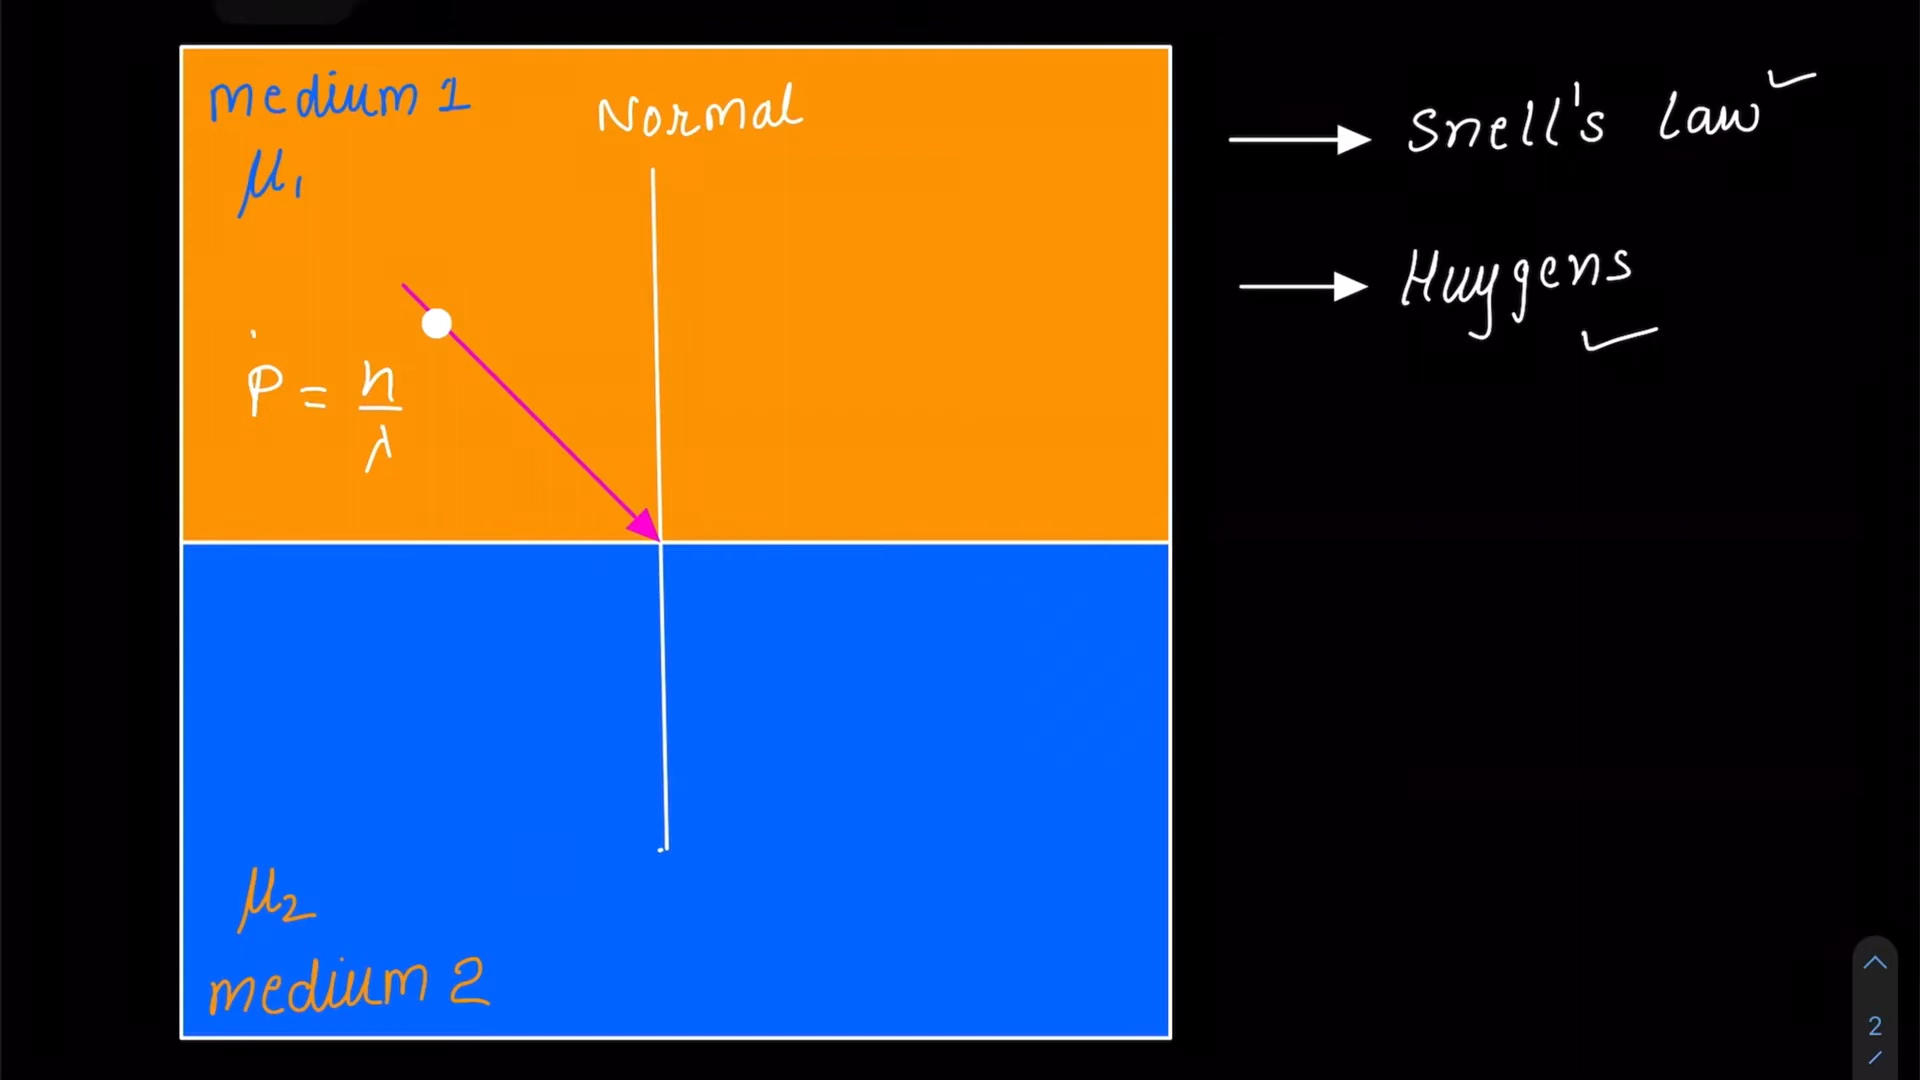 medium 1
Normal
μ₁
P = h/λ
μ₂
medium 2
Snell's law
Huygens
2